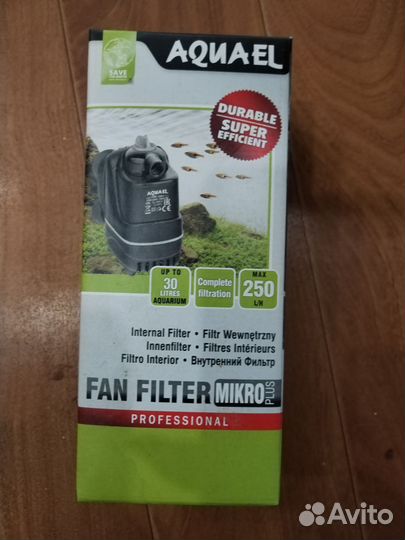 SAVE
AQUAEL
DURABLE
SUPER
EFFICIENT
AQUAEL
UP TO
30
LITRES
AQUARIUM
Complete
filtration
MAX
250
L/H
Internal Filter • Filtr Wewnętrzny
Innenfilter • Filtres Intérieurs
Filtro Interior • Внутренний Фильтр
FAN FILTER MIKRO PLUS
PROFESSIONAL
Avito